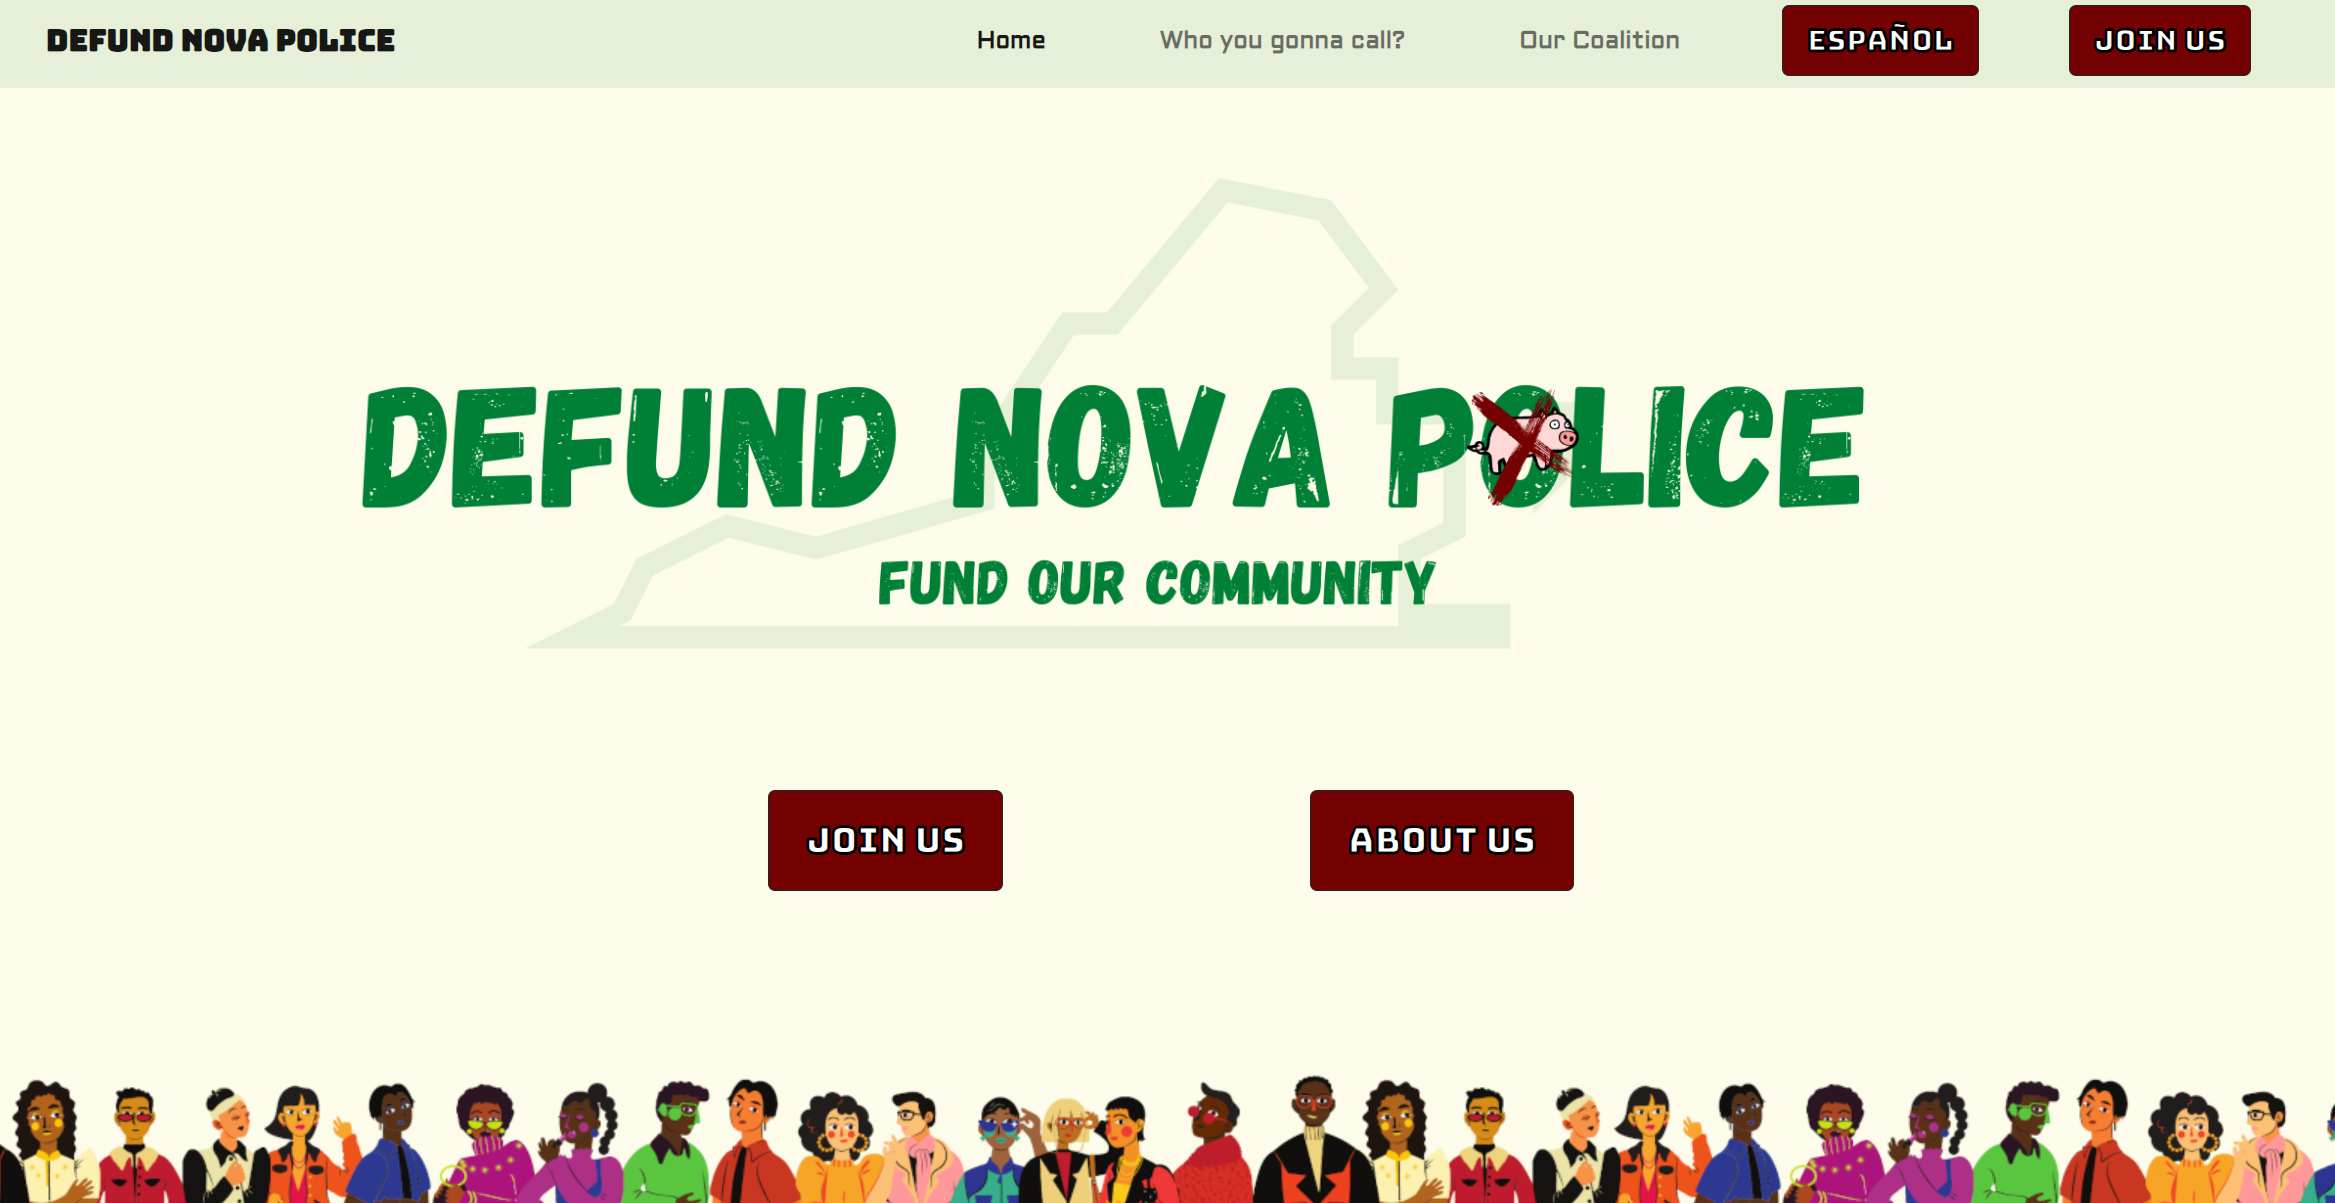 DEFUND NOVA POLICE
Home
Who you gonna call?
Our Coalition
ESPAÑOL
JOIN US
DEFUND NOVA POLICE
FUND OUR COMMUNITY
JOIN US
ABOUT US